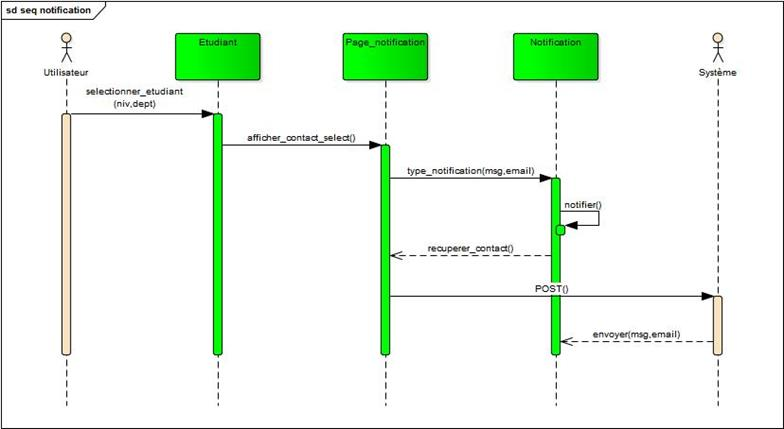 sd seq notification
Utilisateur
Etudiant
Page_notification
Notification
Système
selectionner_etudiant
(niv,dept)
afficher_contact_select()
type_notification(msg,email)
notifier()
recuperer_contact()
POST()
envoyer(msg,email)